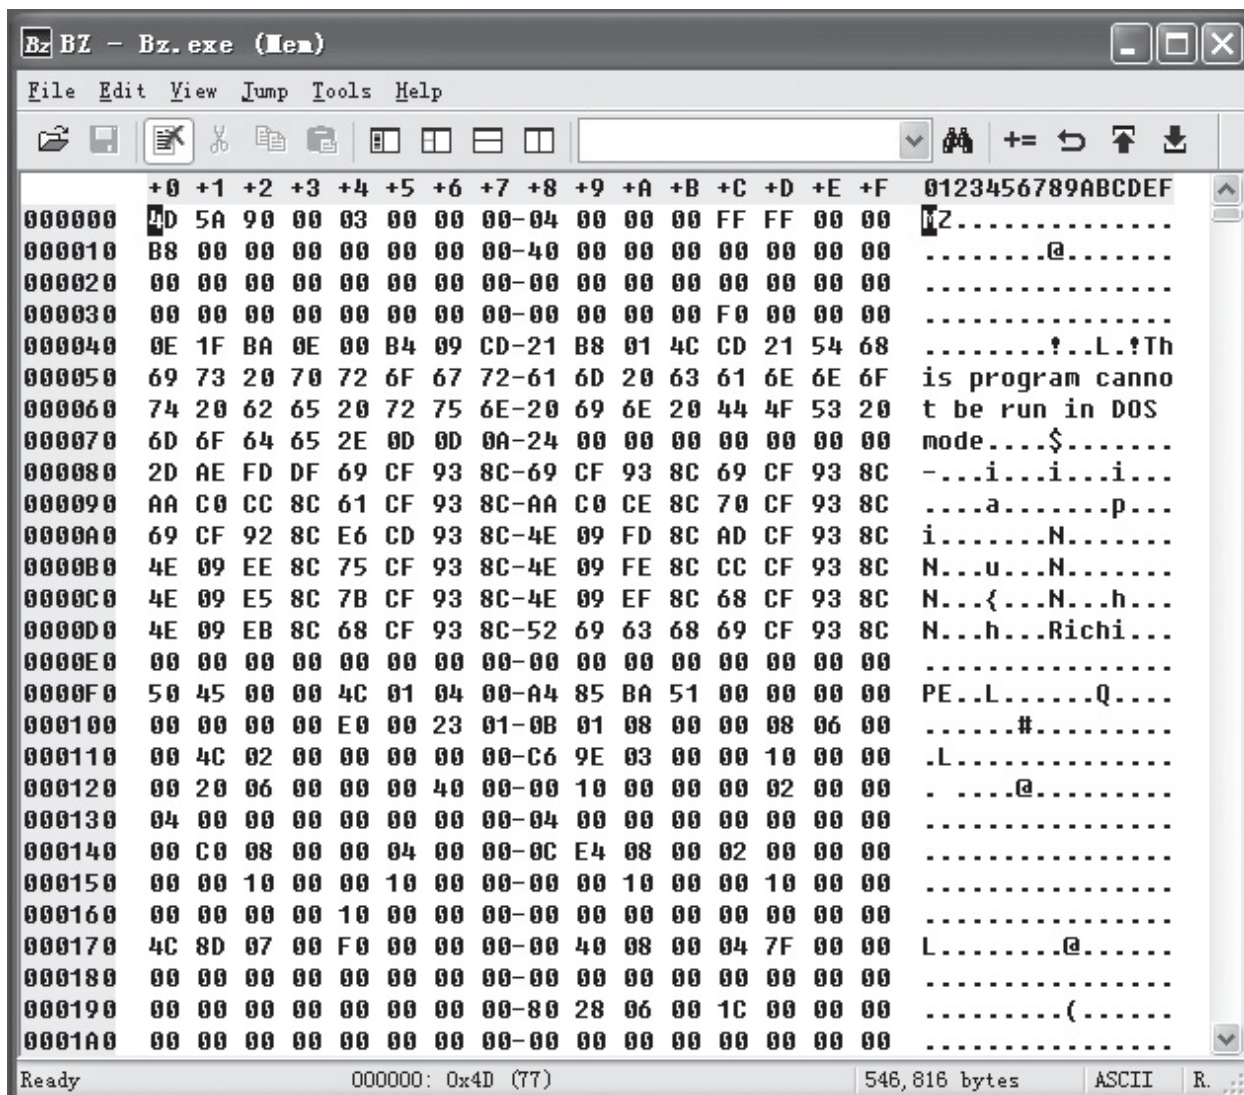 Bz BZ - Bz.exe (Mem)
File Edit View Jump Tools Help
+=
+0 +1 +2 +3 +4 +5 +6 +7 +8 +9 +A +B +C +D +E +F 0123456789ABCDEF
000000 4D 5A 90 00 03 00 00 00-04 00 00 00 FF FF 00 00 MZ..............
000010 B8 00 00 00 00 00 00 00-40 00 00 00 00 00 00 00 ........@.......
000020 00 00 00 00 00 00 00 00-00 00 00 00 00 00 00 00 ................
000030 00 00 00 00 00 00 00 00-00 00 00 00 F0 00 00 00 ................
000040 0E 1F BA 0E 00 B4 09 CD-21 B8 01 4C CD 21 54 68 ........!..L.!Th
000050 69 73 20 70 72 6F 67 72-61 6D 20 63 61 6E 6E 6F is program canno
000060 74 20 62 65 20 72 75 6E-20 69 6E 20 44 4F 53 20 t be run in DOS
000070 6D 6F 64 65 2E 0D 0D 0A-24 00 00 00 00 00 00 00 mode....$.......
000080 2D AE FD DF 69 CF 93 8C-69 CF 93 8C 69 CF 93 8C -...i...i...i...
000090 AA C0 CC 8C 61 CF 93 8C-AA C0 CE 8C 70 CF 93 8C ....a.......p...
0000A0 69 CF 92 8C E6 CD 93 8C-4E 09 FD 8C AD CF 93 8C i.......N.......
0000B0 4E 09 EE 8C 75 CF 93 8C-4E 09 FE 8C CC CF 93 8C N...u...N.......
0000C0 4E 09 E5 8C 7B CF 93 8C-4E 09 EF 8C 68 CF 93 8C N...{...N...h...
0000D0 4E 09 EB 8C 68 CF 93 8C-52 69 63 68 69 CF 93 8C N...h...Richi...
0000E0 00 00 00 00 00 00 00 00-00 00 00 00 00 00 00 00 ................
0000F0 50 45 00 00 4C 01 04 00-A4 85 BA 51 00 00 00 00 PE..L......Q....
000100 00 00 00 00 E0 00 23 01-0B 01 08 00 00 08 06 00 ......#.........
000110 00 4C 02 00 00 00 00 00-C6 9E 03 00 00 10 00 00 .L..............
000120 00 20 06 00 00 00 40 00-00 10 00 00 00 02 00 00 . ....@.........
000130 04 00 00 00 00 00 00 00-04 00 00 00 00 00 00 00 ................
000140 00 C0 08 00 00 04 00 00-0C E4 08 00 02 00 00 00 ................
000150 00 00 10 00 00 10 00 00-00 00 10 00 00 10 00 00 ................
000160 00 00 00 00 10 00 00 00-00 00 00 00 00 00 00 00 ................
000170 4C 8D 07 00 F0 00 00 00-00 40 08 00 04 7F 00 00 L........@......
000180 00 00 00 00 00 00 00 00-00 00 00 00 00 00 00 00 ................
000190 00 00 00 00 00 00 00 00-80 28 06 00 1C 00 00 00 .........(......
0001A0 00 00 00 00 00 00 00 00-00 00 00 00 00 00 00 00 ................
Ready 000000: 0x4D (77) 546,816 bytes ASCII R.